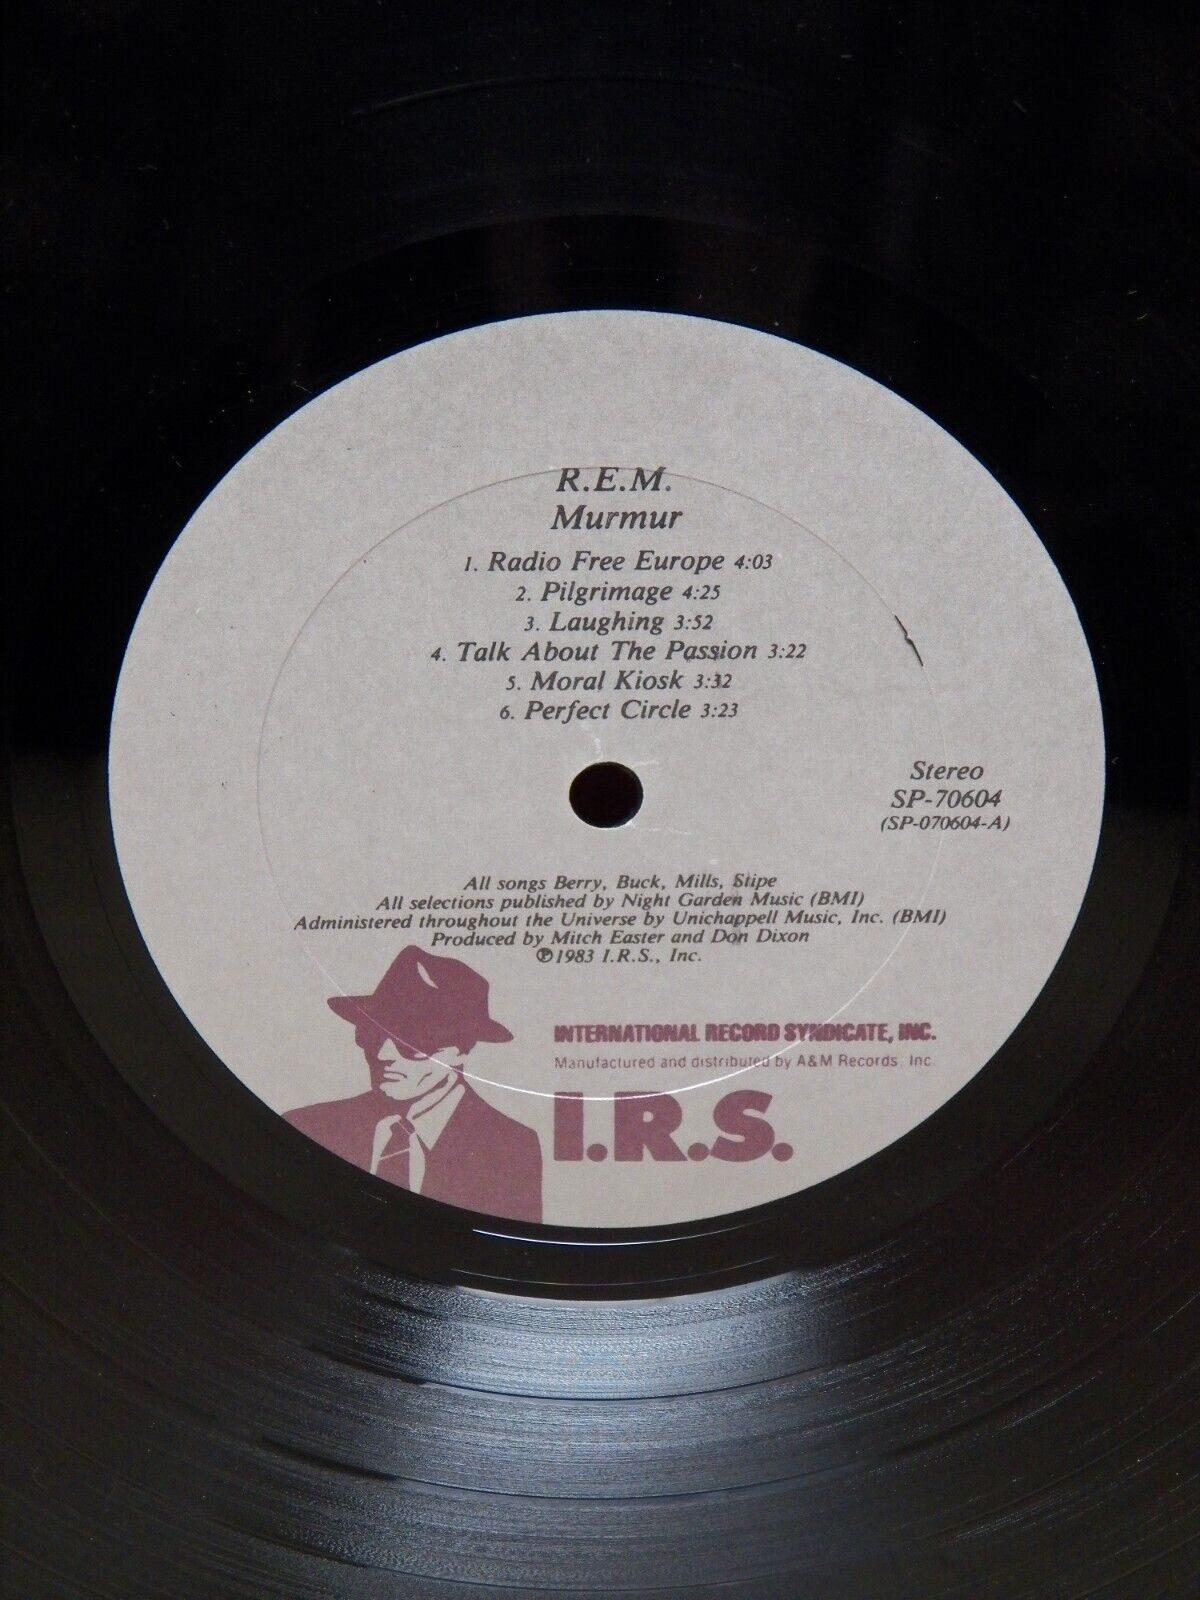 R.E.M.
Murmur
1. Radio Free Europe 4:03
2. Pilgrimage 4:25
3. Laughing 3:52
4. Talk About The Passion 3:22
5. Moral Kiosk 3:32
6. Perfect Circle 3:23
Stereo
SP-70604
(SP-070604-A)
All songs Berry, Buck, Mills, Stipe
All selections published by Night Garden Music (BMI)
Administered throughout the Universe by Unichappell Music, Inc. (BMI)
Produced by Mitch Easter and Don Dixon
℗1983 I.R.S., Inc.
INTERNATIONAL RECORD SYNDICATE, INC.
Manufactured and distributed by A&M Records, Inc.
I.R.S.